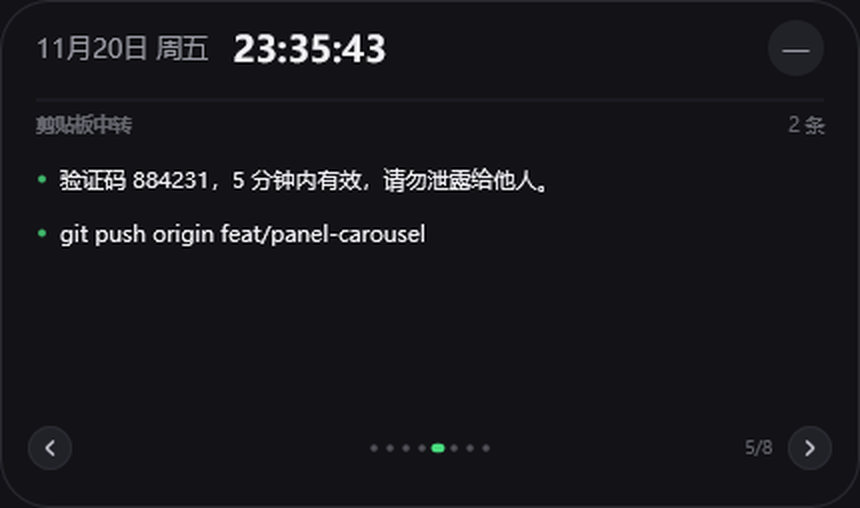 11月20日 周五 23:35:43
剪贴板中转 2 条
• 验证码 884231，5 分钟内有效，请勿泄露给他人。
• git push origin feat/panel-carousel
5/8